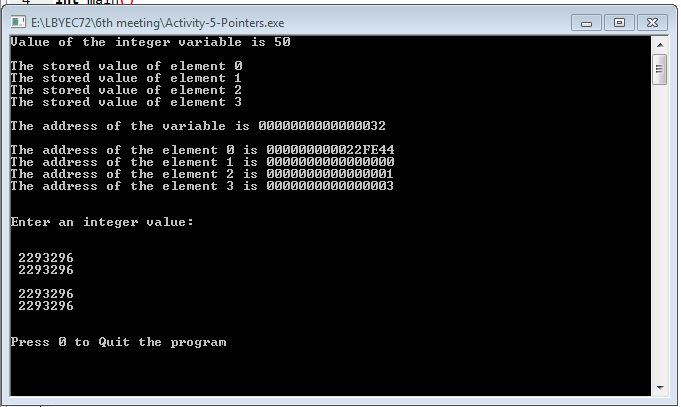 4 int main()
E:\LBYEC72\6th meeting\Activity-5-Pointers.exe
Value of the integer variable is 50
The stored value of element 0
The stored value of element 1
The stored value of element 2
The stored value of element 3
The address of the variable is 0000000000000032
The address of the element 0 is 000000000022FE44
The address of the element 1 is 0000000000000000
The address of the element 2 is 0000000000000001
The address of the element 3 is 0000000000000003
Enter an integer value:
2293296
2293296
2293296
2293296
Press 0 to Quit the program